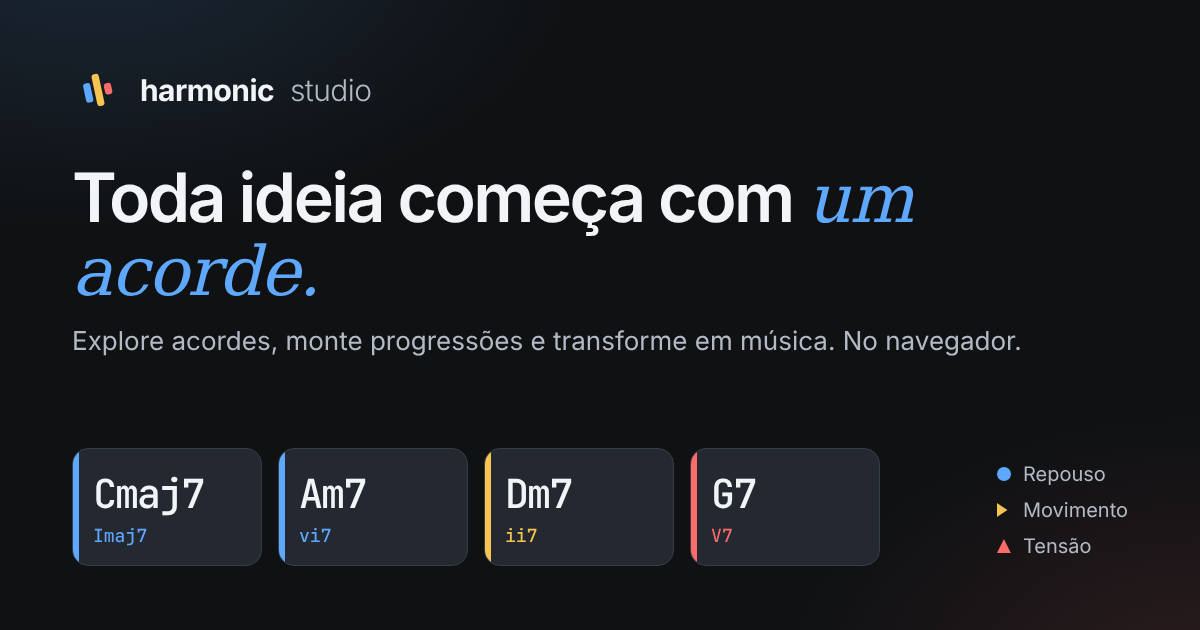 harmonic studio
Toda ideia começa com um
acorde.
Explore acordes, monte progressões e transforme em música. No navegador.
Cmaj7
Imaj7
Am7
vi7
Dm7
ii7
G7
V7
Repouso
Movimento
Tensão